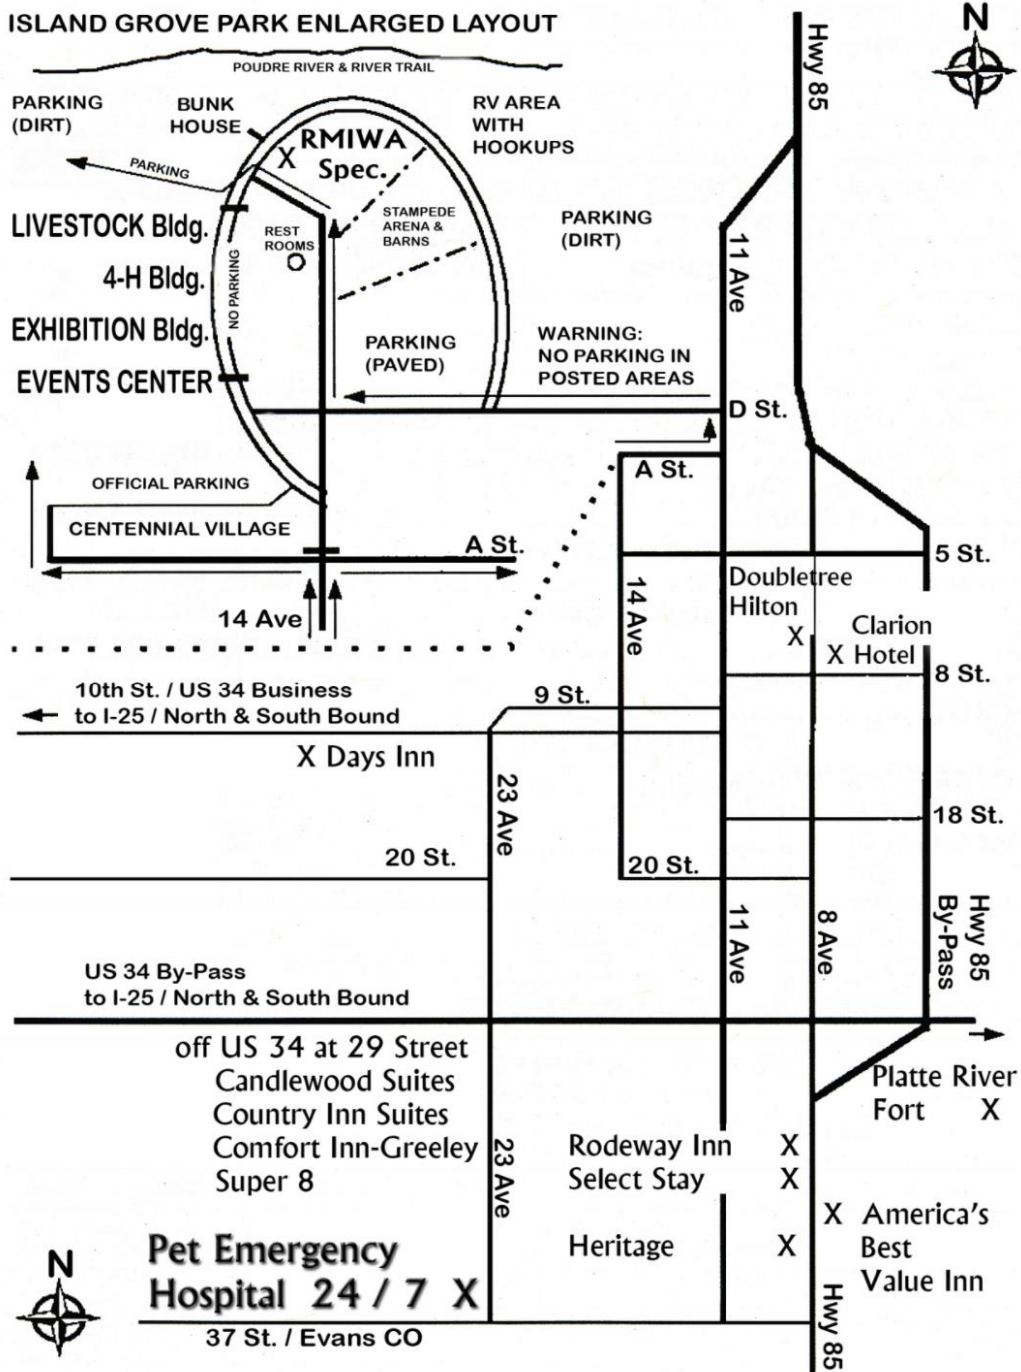 ISLAND GROVE PARK ENLARGED LAYOUT
N
POUDRE RIVER & RIVER TRAIL
Hwy 85
PARKING
(DIRT)
BUNK
HOUSE
RMIWA
X
Spec.
RV AREA
WITH
HOOKUPS
PARKING
LIVESTOCK Bldg.
REST
ROOMS
STAMPEDE
ARENA &
BARNS
PARKING
(DIRT)
11 Ave
4-H Bldg.
NO PARKING
EXHIBITION Bldg.
PARKING
(PAVED)
WARNING:
NO PARKING IN
POSTED AREAS
EVENTS CENTER
D St.
A St.
OFFICIAL PARKING
CENTENNIAL VILLAGE
A St.
5 St.
14 Ave
14 Ave
Doubletree
Hilton
X
Clarion
X Hotel
8 St.
10th St. / US 34 Business
to I-25 / North & South Bound
9 St.
X Days Inn
23 Ave
18 St.
20 St.
20 St.
11 Ave
8 Ave
Hwy 85
By-Pass
US 34 By-Pass
to I-25 / North & South Bound
off US 34 at 29 Street
Candlewood Suites
Country Inn Suites
Comfort Inn-Greeley
Super 8
23 Ave
Platte River
Fort X
Rodeway Inn X
Select Stay X
X America's
Best
Value Inn
Heritage X
Pet Emergency
Hospital 24 / 7 X
N
37 St. / Evans CO
Hwy 85